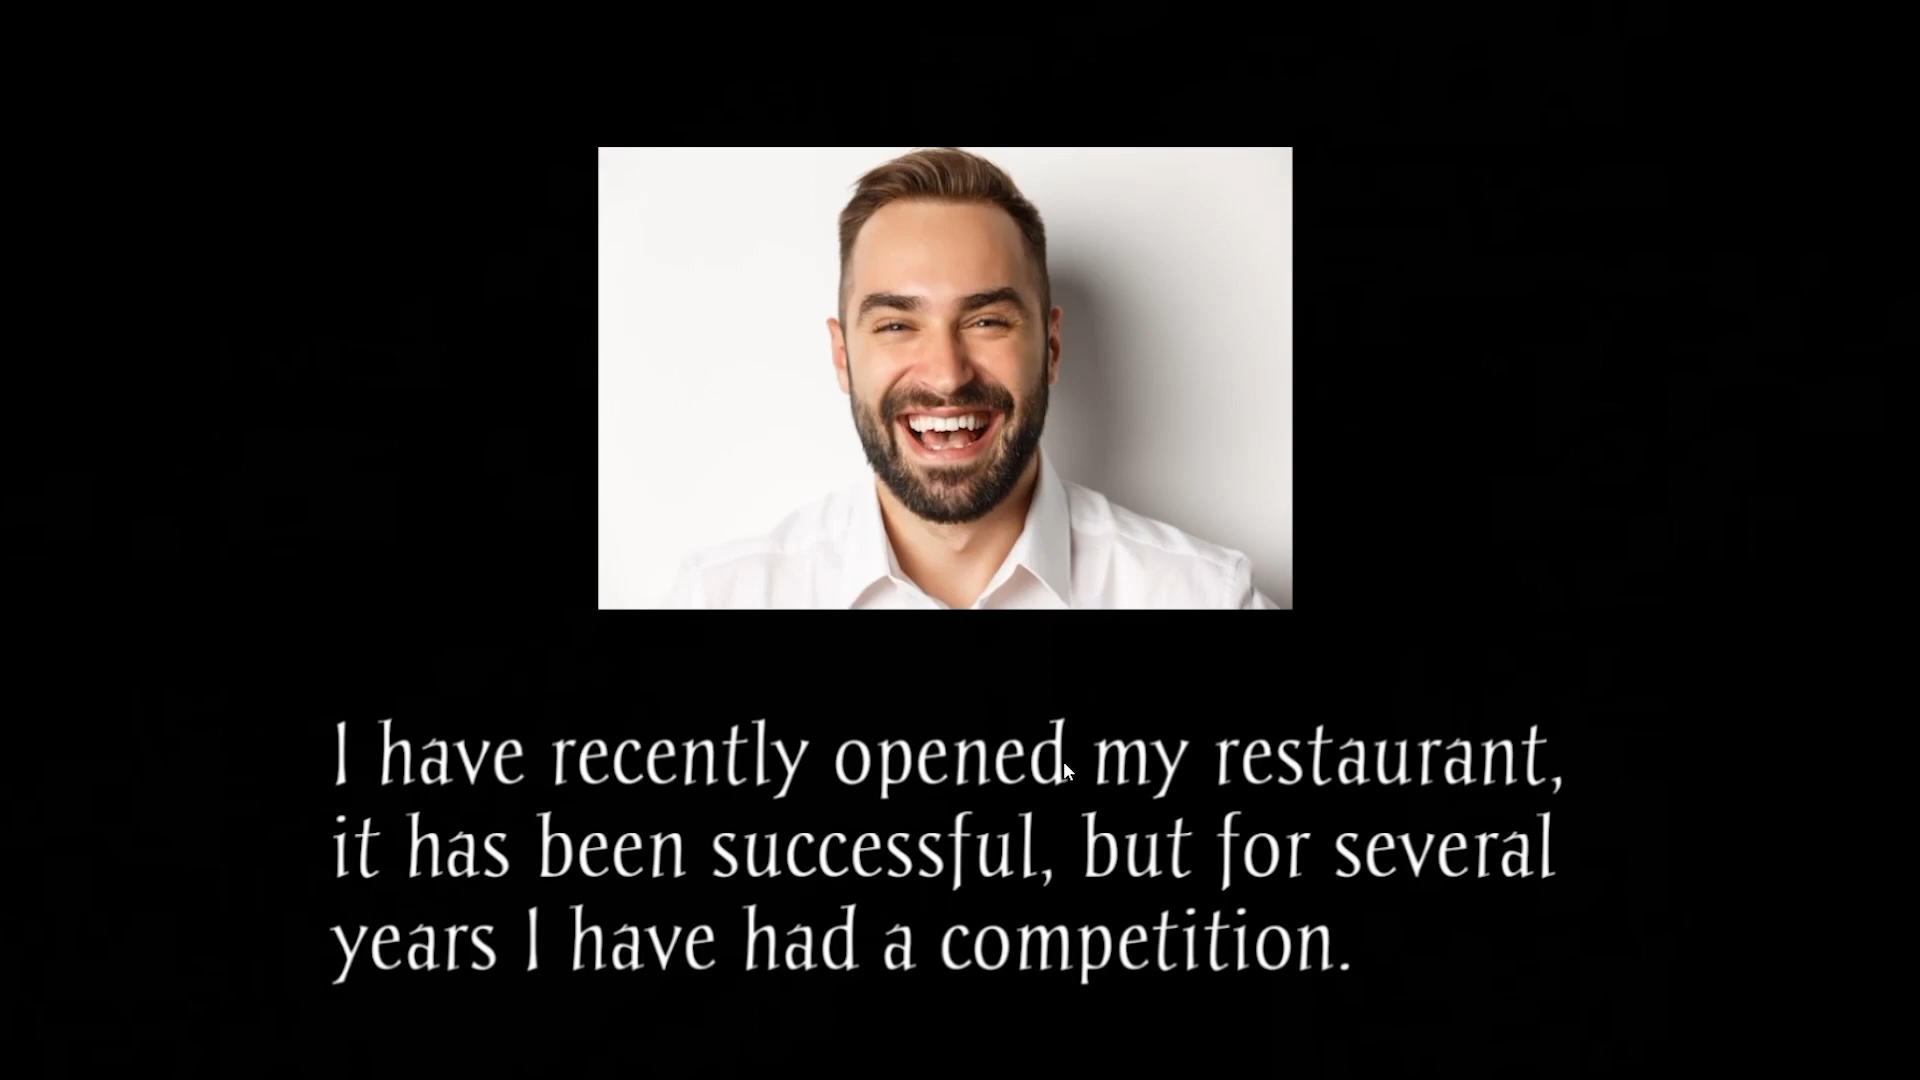 I have recently opened my restaurant,
it has been successful, but for several
years I have had a competition.